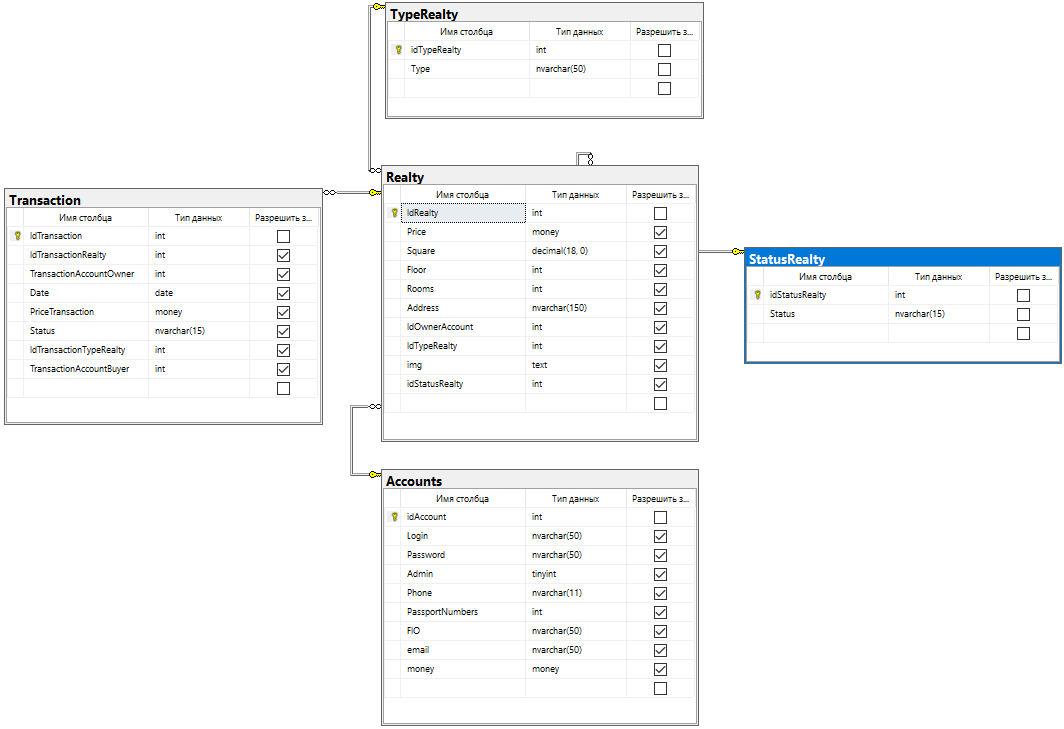 TypeRealty
Имя столбца Тип данных Разрешить з...
idTypeRealty int
Type nvarchar(50)
Realty
Имя столбца Тип данных Разрешить з...
IdRealty int
Price money
Square decimal(18, 0)
Floor int
Rooms int
Address nvarchar(150)
IdOwnerAccount int
IdTypeRealty int
img text
idStatusRealty int
Transaction
Имя столбца Тип данных Разрешить з...
IdTransaction int
IdTransactionRealty int
TransactionAccountOwner int
Date date
PriceTransaction money
Status nvarchar(15)
IdTransactionTypeRealty int
TransactionAccountBuyer int
StatusRealty
Имя столбца Тип данных Разрешить з...
idStatusRealty int
Status nvarchar(15)
Accounts
Имя столбца Тип данных Разрешить з...
idAccount int
Login nvarchar(50)
Password nvarchar(50)
Admin tinyint
Phone nvarchar(11)
PassportNumbers int
FIO nvarchar(50)
email nvarchar(50)
money money